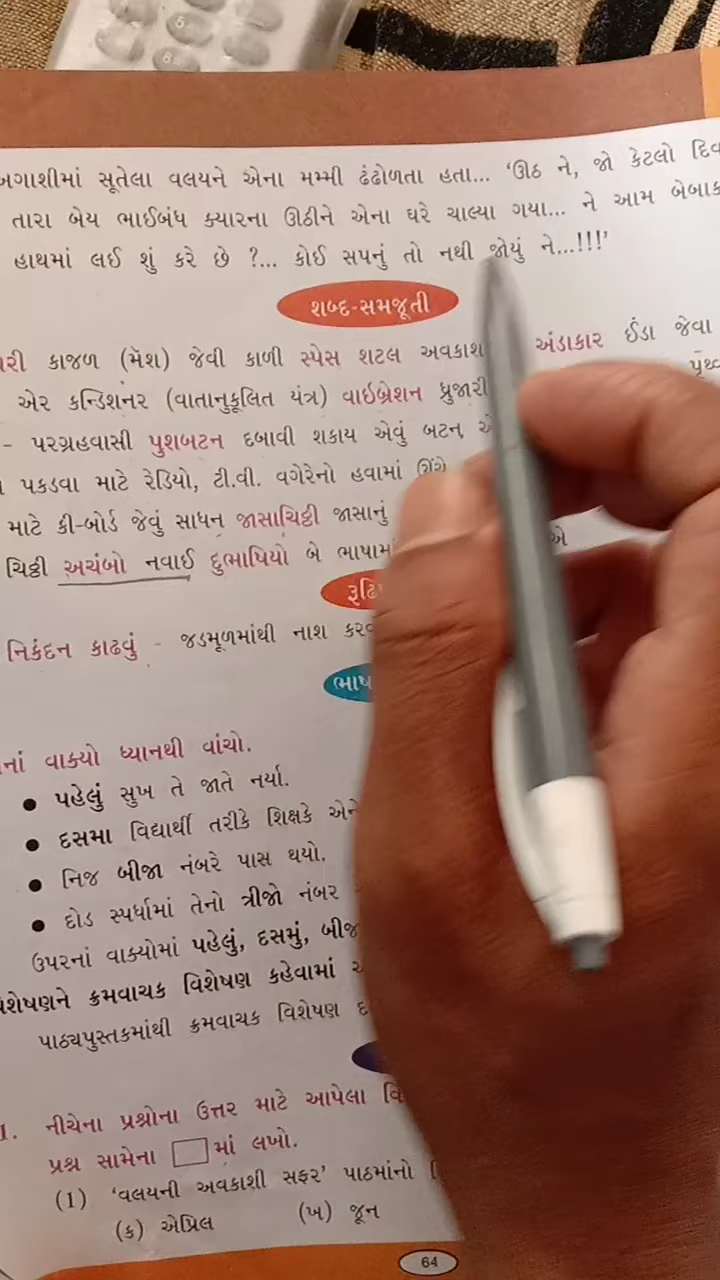 અગાશીમાં સૂતેલા વલયને એના મમ્મી ઢંઢોળતા હતા... ‘ઊઠ ને, જો કેટલો
તારા બેય ભાઈબંધ ક્યારના ઊઠીને એના ઘરે ચાલ્યા ગયા... ને આમ
હાથમાં લઈ શું કરે છે ?... કોઈ સપનું તો નથી જોયું ને...!!!’
શબ્દ-સમજૂતી
કાજળ (મૅશ) જેવી કાળી સ્પેસ શટલ અવકાશ અંડાકાર ઈંડા જેવા
એર કન્ડિશનર (વાતાનુકૂલિત યંત્ર) વાઇબ્રેશન ધ્રુજારી
- પરગ્રહવાસી પુશબટન દબાવી શકાય એવું બટન
પકડવા માટે રેડિયો, ટી.વી. વગેરેનો હવામાં
માટે કી-બોર્ડ જેવું સાધન જાસાચિઠ્ઠી જાસાનું
ચિઠ્ઠી અચંબો નવાઈ દુભાષિયો બે
નિકંદન કાઢવું - જડમૂળમાંથી નાશ
વાક્યો ધ્યાનથી વાંચો.
● પહેલું સુખ તે જાતે નર્યા.
● દસમા વિદ્યાર્થી તરીકે શિક્ષકે
● નિજ બીજા નંબરે પાસ થયો.
● દોડ સ્પર્ધામાં તેનો ત્રીજો નંબર
ઉપરનાં વાક્યોમાં પહેલું, દસમું,
ક્રમવાચક વિશેષણ કહેવામાં
પાઠ્યપુસ્તકમાંથી ક્રમવાચક વિશેષણ
1. નીચેના પ્રશ્નોના ઉત્તર માટે આપેલા
પ્રશ્ન સામેના માં લખો.
(1) ‘વલયની અવકાશી સફર’ પાઠમાંનો
(ક) એપ્રિલ (ખ) જૂન
64